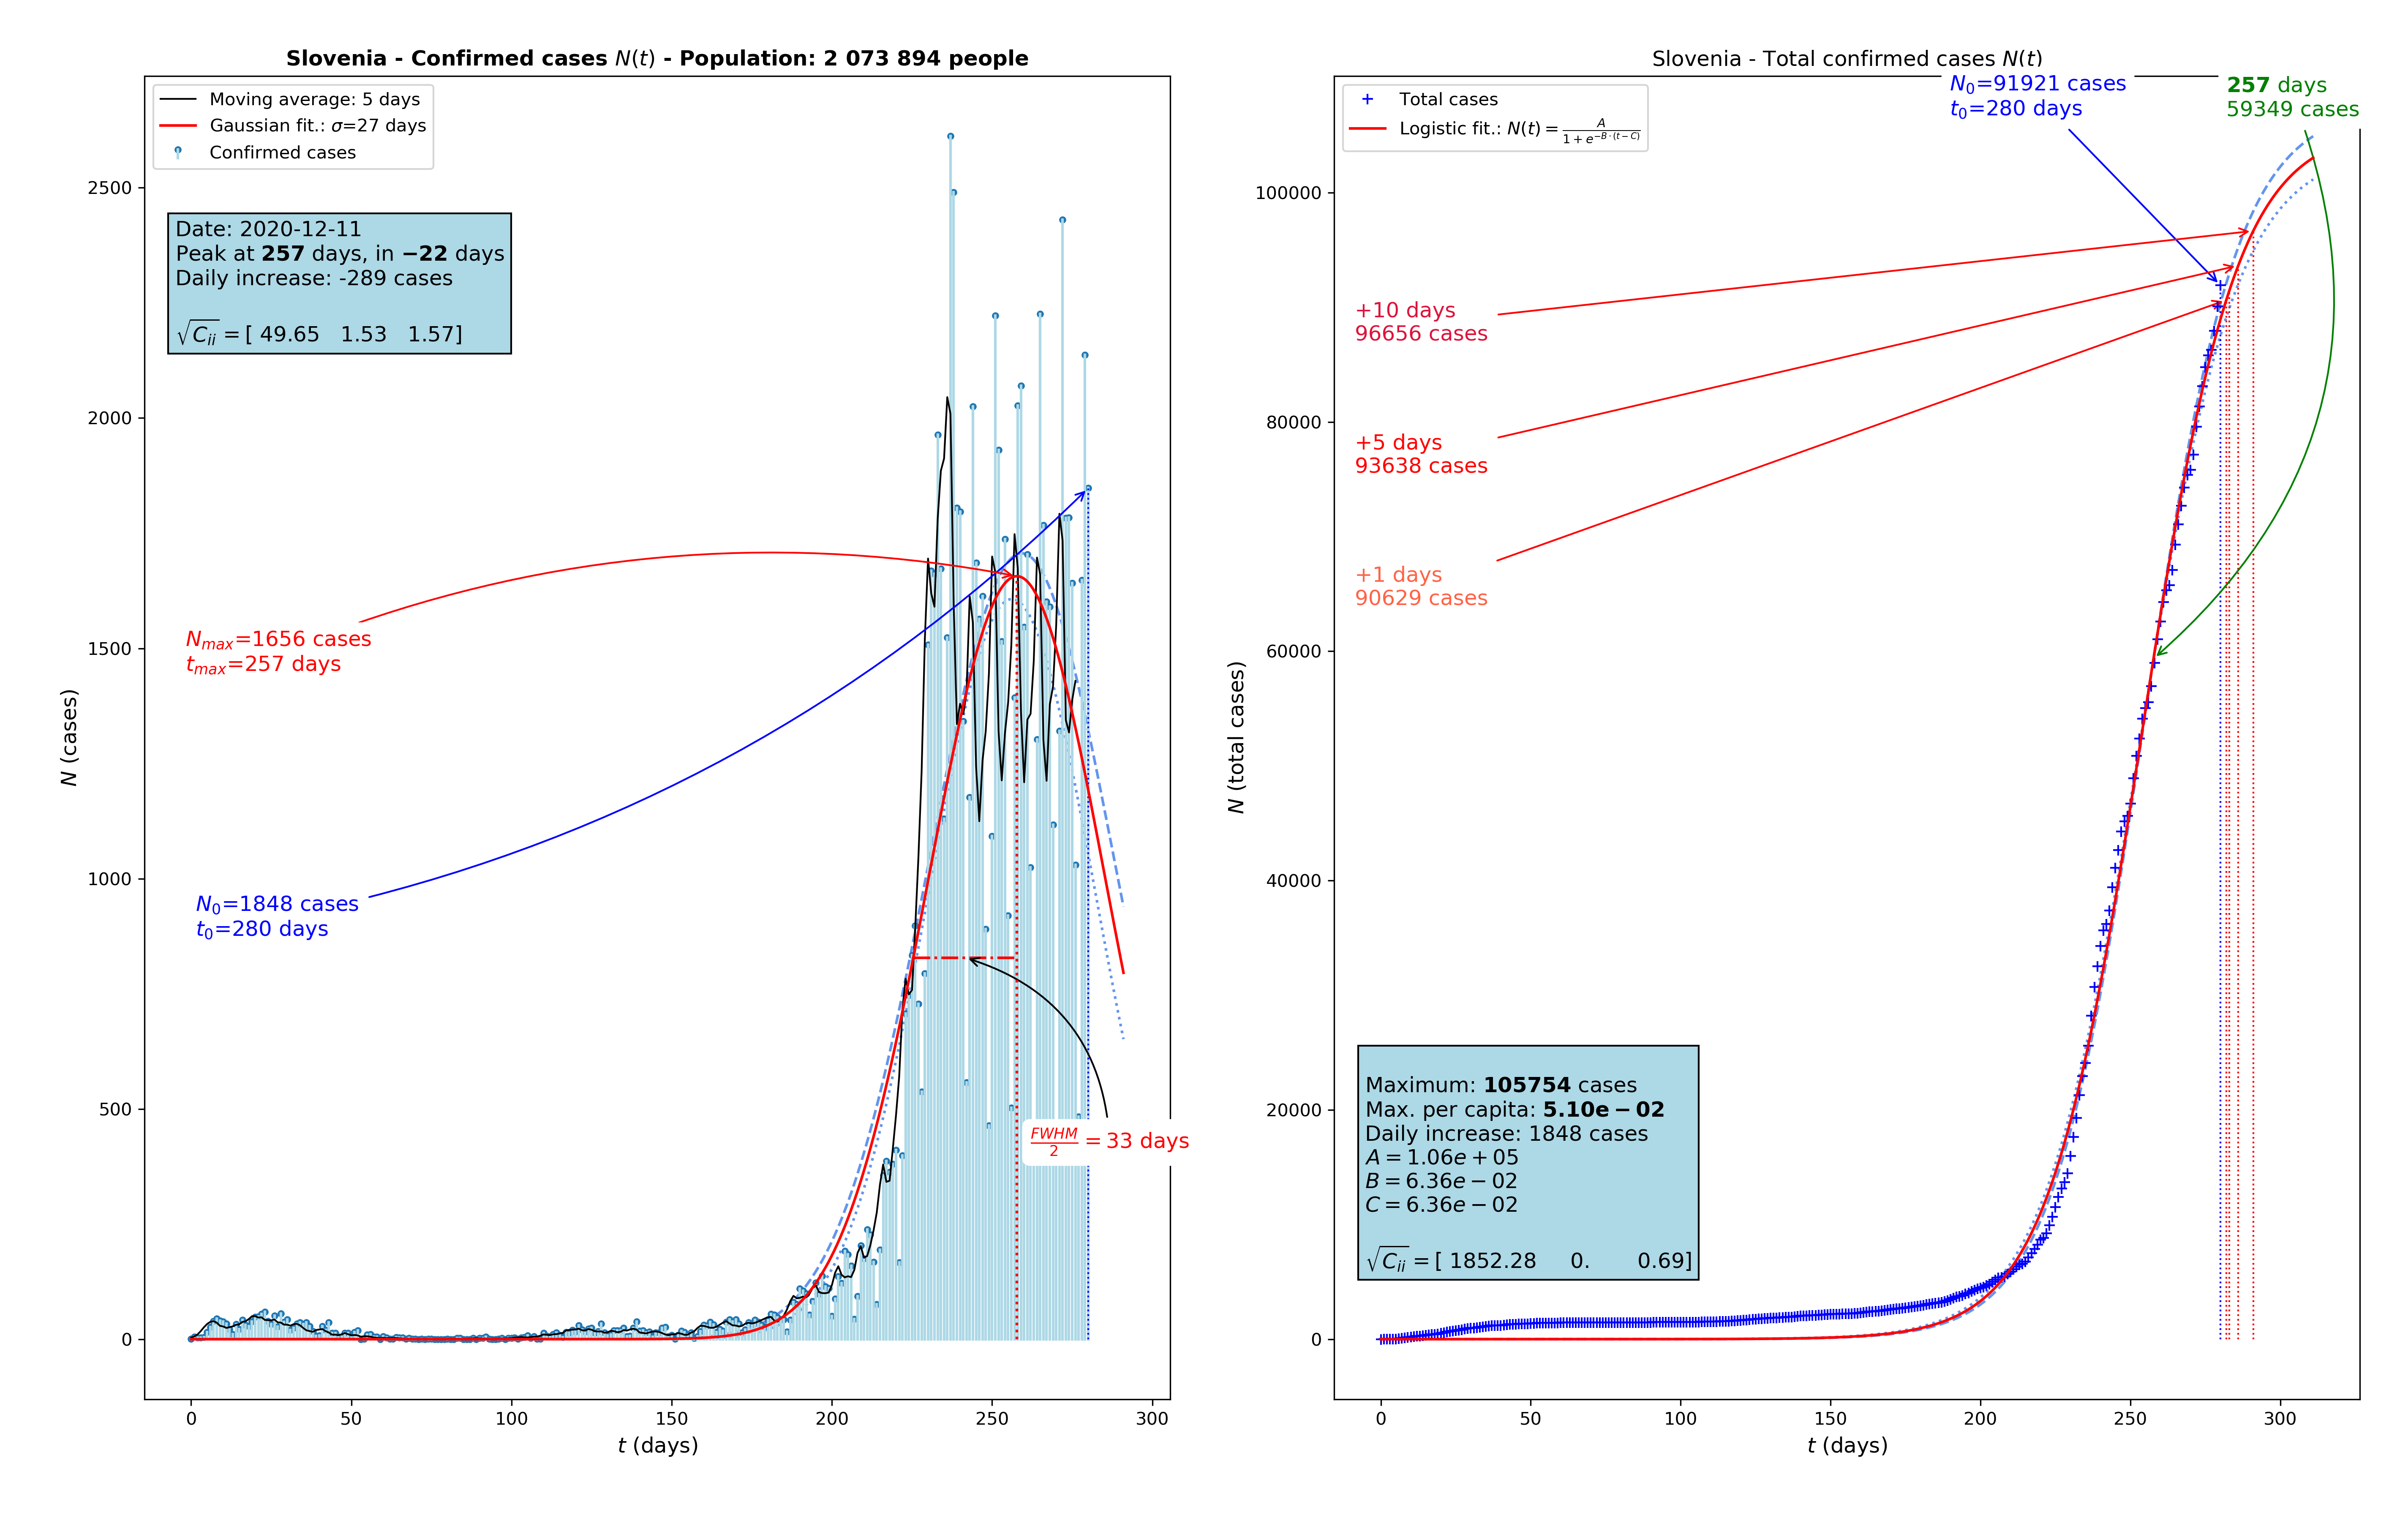 Slovenia - Confirmed cases N(t) - Population: 2 073 894 people
Moving average: 5 days
Gaussian fit.: σ=27 days
Confirmed cases
Date: 2020-12-11
Peak at 257 days, in −22 days
Daily increase: -289 cases
√C_ii = [ 49.65 1.53 1.57]
N_max=1656 cases
t_max=257 days
N_0=1848 cases
t_0=280 days
FWHM/2 = 33 days
2500
2000
1500
1000
500
0
N (cases)
0 50 100 150 200 250 300
t (days)
Slovenia - Total confirmed cases N(t)
Total cases
Logistic fit.: N(t) = A/(1 + e^{−B·(t−C)})
N_0=91921 cases
t_0=280 days
257 days
59349 cases
+10 days
96656 cases
+5 days
93638 cases
+1 days
90629 cases
Maximum: 105754 cases
Max. per capita: 5.10e − 02
Daily increase: 1848 cases
A = 1.06e + 05
B = 6.36e − 02
C = 6.36e − 02
√C_ii = [ 1852.28 0. 0.69]
100000
80000
60000
40000
20000
0
N (total cases)
0 50 100 150 200 250 300
t (days)